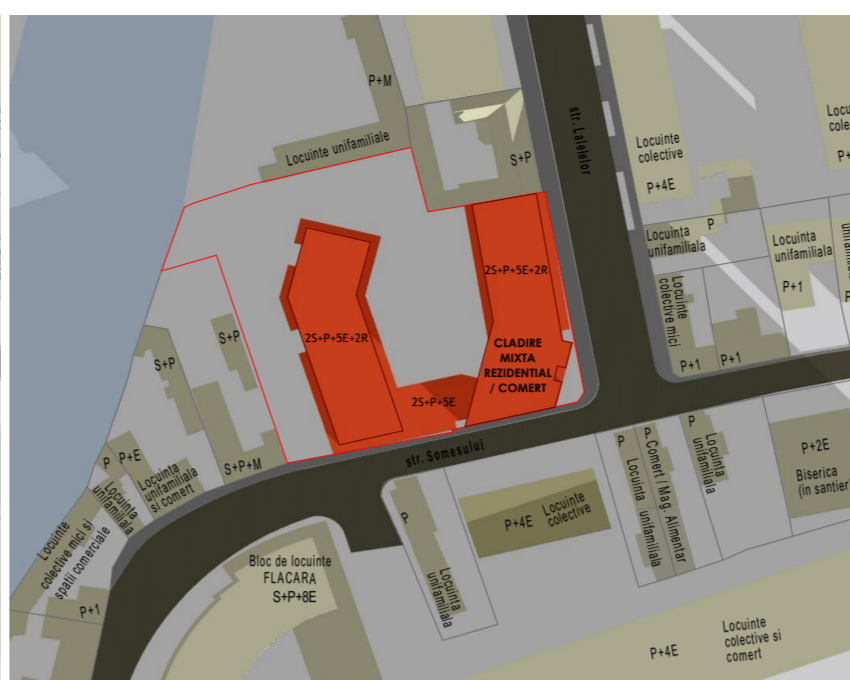 P+M
Locuinte unifamiliale
S+P
str. Lalelelor
Locuinte
colective
P+4E
Locuinta
unifamiliala
P
Locuinta
unifamiliala
P+1
Locuinte
colective mici
P+1
P+1
2S+P+5E+2R
2S+P+5E+2R
CLADIRE
MIXTA
REZIDENTIAL
/ COMERT
2S+P+5E
S+P
S+P
S+P+M
str. Somesului
P
P+E
Locuinta
unifamiliala
Locuinta
unifamiliala
si comert
Locuinte
colective mici si
spatii comerciale
P+1
Bloc de locuinte
FLACARA
S+P+8E
P
Locuinta
unifamiliala
P+4E
Locuinte
colective
P
Locuinta unifamiliala
P
Comert / Mag. Alimentar
P
Locuinta
unifamiliala
P+2E
Biserica
(in santier
P+4E
Locuinte
colective si
comert